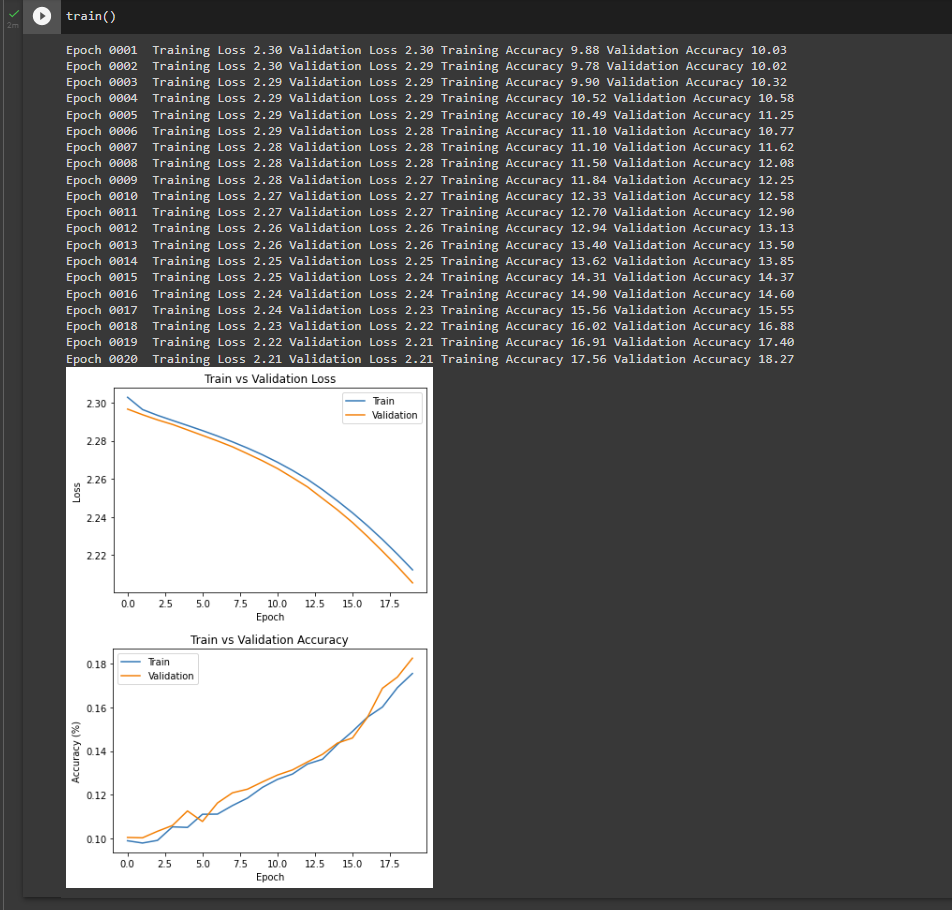 train()
2m
Epoch 0001  Training Loss 2.30 Validation Loss 2.30 Training Accuracy 9.88 Validation Accuracy 10.03
Epoch 0002  Training Loss 2.30 Validation Loss 2.29 Training Accuracy 9.78 Validation Accuracy 10.02
Epoch 0003  Training Loss 2.29 Validation Loss 2.29 Training Accuracy 9.90 Validation Accuracy 10.32
Epoch 0004  Training Loss 2.29 Validation Loss 2.29 Training Accuracy 10.52 Validation Accuracy 10.58
Epoch 0005  Training Loss 2.29 Validation Loss 2.29 Training Accuracy 10.49 Validation Accuracy 11.25
Epoch 0006  Training Loss 2.29 Validation Loss 2.28 Training Accuracy 11.10 Validation Accuracy 10.77
Epoch 0007  Training Loss 2.28 Validation Loss 2.28 Training Accuracy 11.10 Validation Accuracy 11.62
Epoch 0008  Training Loss 2.28 Validation Loss 2.28 Training Accuracy 11.50 Validation Accuracy 12.08
Epoch 0009  Training Loss 2.28 Validation Loss 2.27 Training Accuracy 11.84 Validation Accuracy 12.25
Epoch 0010  Training Loss 2.27 Validation Loss 2.27 Training Accuracy 12.33 Validation Accuracy 12.58
Epoch 0011  Training Loss 2.27 Validation Loss 2.27 Training Accuracy 12.70 Validation Accuracy 12.90
Epoch 0012  Training Loss 2.26 Validation Loss 2.26 Training Accuracy 12.94 Validation Accuracy 13.13
Epoch 0013  Training Loss 2.26 Validation Loss 2.26 Training Accuracy 13.40 Validation Accuracy 13.50
Epoch 0014  Training Loss 2.25 Validation Loss 2.25 Training Accuracy 13.62 Validation Accuracy 13.85
Epoch 0015  Training Loss 2.25 Validation Loss 2.24 Training Accuracy 14.31 Validation Accuracy 14.37
Epoch 0016  Training Loss 2.24 Validation Loss 2.24 Training Accuracy 14.90 Validation Accuracy 14.60
Epoch 0017  Training Loss 2.24 Validation Loss 2.23 Training Accuracy 15.56 Validation Accuracy 15.55
Epoch 0018  Training Loss 2.23 Validation Loss 2.22 Training Accuracy 16.02 Validation Accuracy 16.88
Epoch 0019  Training Loss 2.22 Validation Loss 2.21 Training Accuracy 16.91 Validation Accuracy 17.40
Epoch 0020  Training Loss 2.21 Validation Loss 2.21 Training Accuracy 17.56 Validation Accuracy 18.27
Train vs Validation Loss
Train
Validation
2.30
2.28
2.26
2.24
2.22
Loss
0.0 2.5 5.0 7.5 10.0 12.5 15.0 17.5
Epoch
Train vs Validation Accuracy
Train
Validation
0.18
0.16
0.14
0.12
0.10
Accuracy (%)
0.0 2.5 5.0 7.5 10.0 12.5 15.0 17.5
Epoch